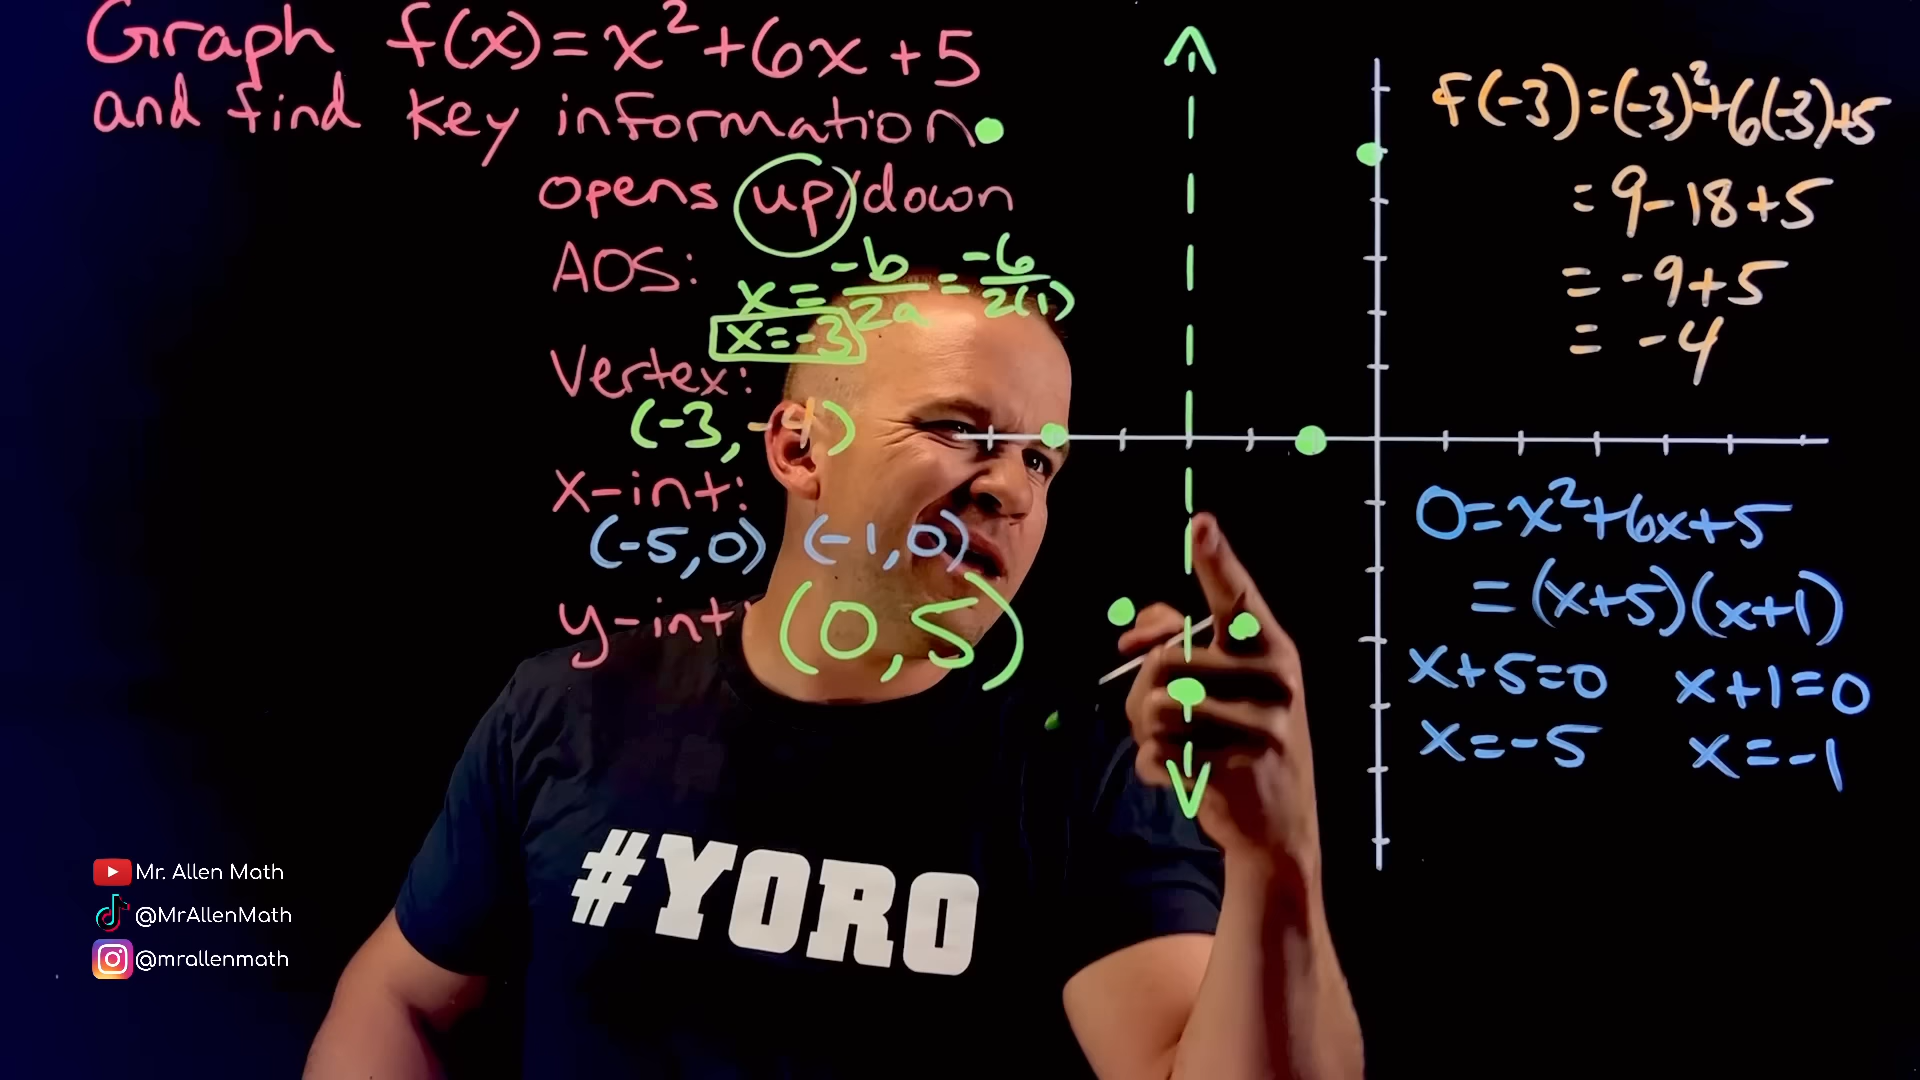 Graph f(x)=x²+6x+5
and find key information
opens up/down
AOS: x=-b/2a=-6/2(1)
x=-3
Vertex:
(-3,-4)
x-int:
(-5,0) (-1,0)
y-int: (0,5)
f(-3)=(-3)²+6(-3)+5
=9-18+5
=-9+5
=-4
0=x²+6x+5
=(x+5)(x+1)
x+5=0 x+1=0
x=-5 x=-1
#YORO
Mr. Allen Math
@MrAllenMath
@mrallenmath